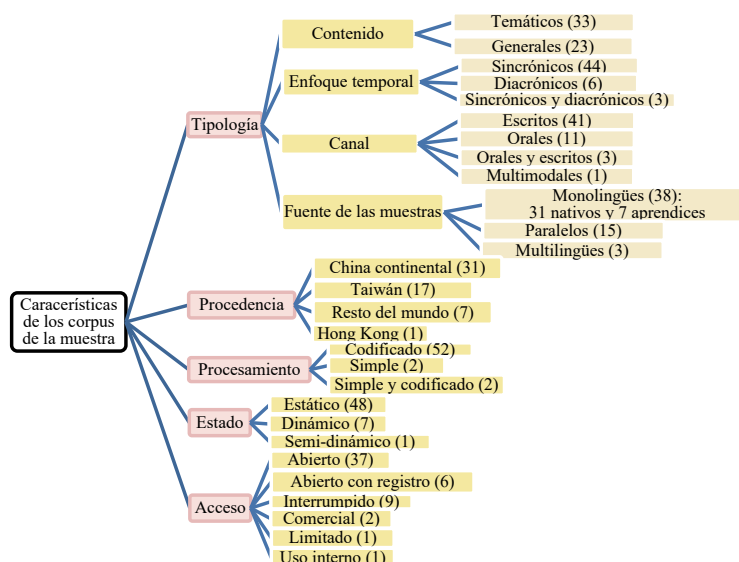 Cararcerísticas
de los corpus
de la muestra
Tipología
Contenido
Temáticos (33)
Generales (23)
Enfoque temporal
Sincrónicos (44)
Diacrónicos (6)
Sincrónicos y diacrónicos (3)
Canal
Escritos (41)
Orales (11)
Orales y escritos (3)
Multimodales (1)
Fuente de las muestras
Monolingües (38):
31 nativos y 7 aprendices
Paralelos (15)
Multilingües (3)
Procedencia
China continental (31)
Taiwán (17)
Resto del mundo (7)
Hong Kong (1)
Procesamiento
Codificado (52)
Simple (2)
Simple y codificado (2)
Estado
Estático (48)
Dinámico (7)
Semi-dinámico (1)
Acceso
Abierto (37)
Abierto con registro (6)
Interrumpido (9)
Comercial (2)
Limitado (1)
Uso interno (1)